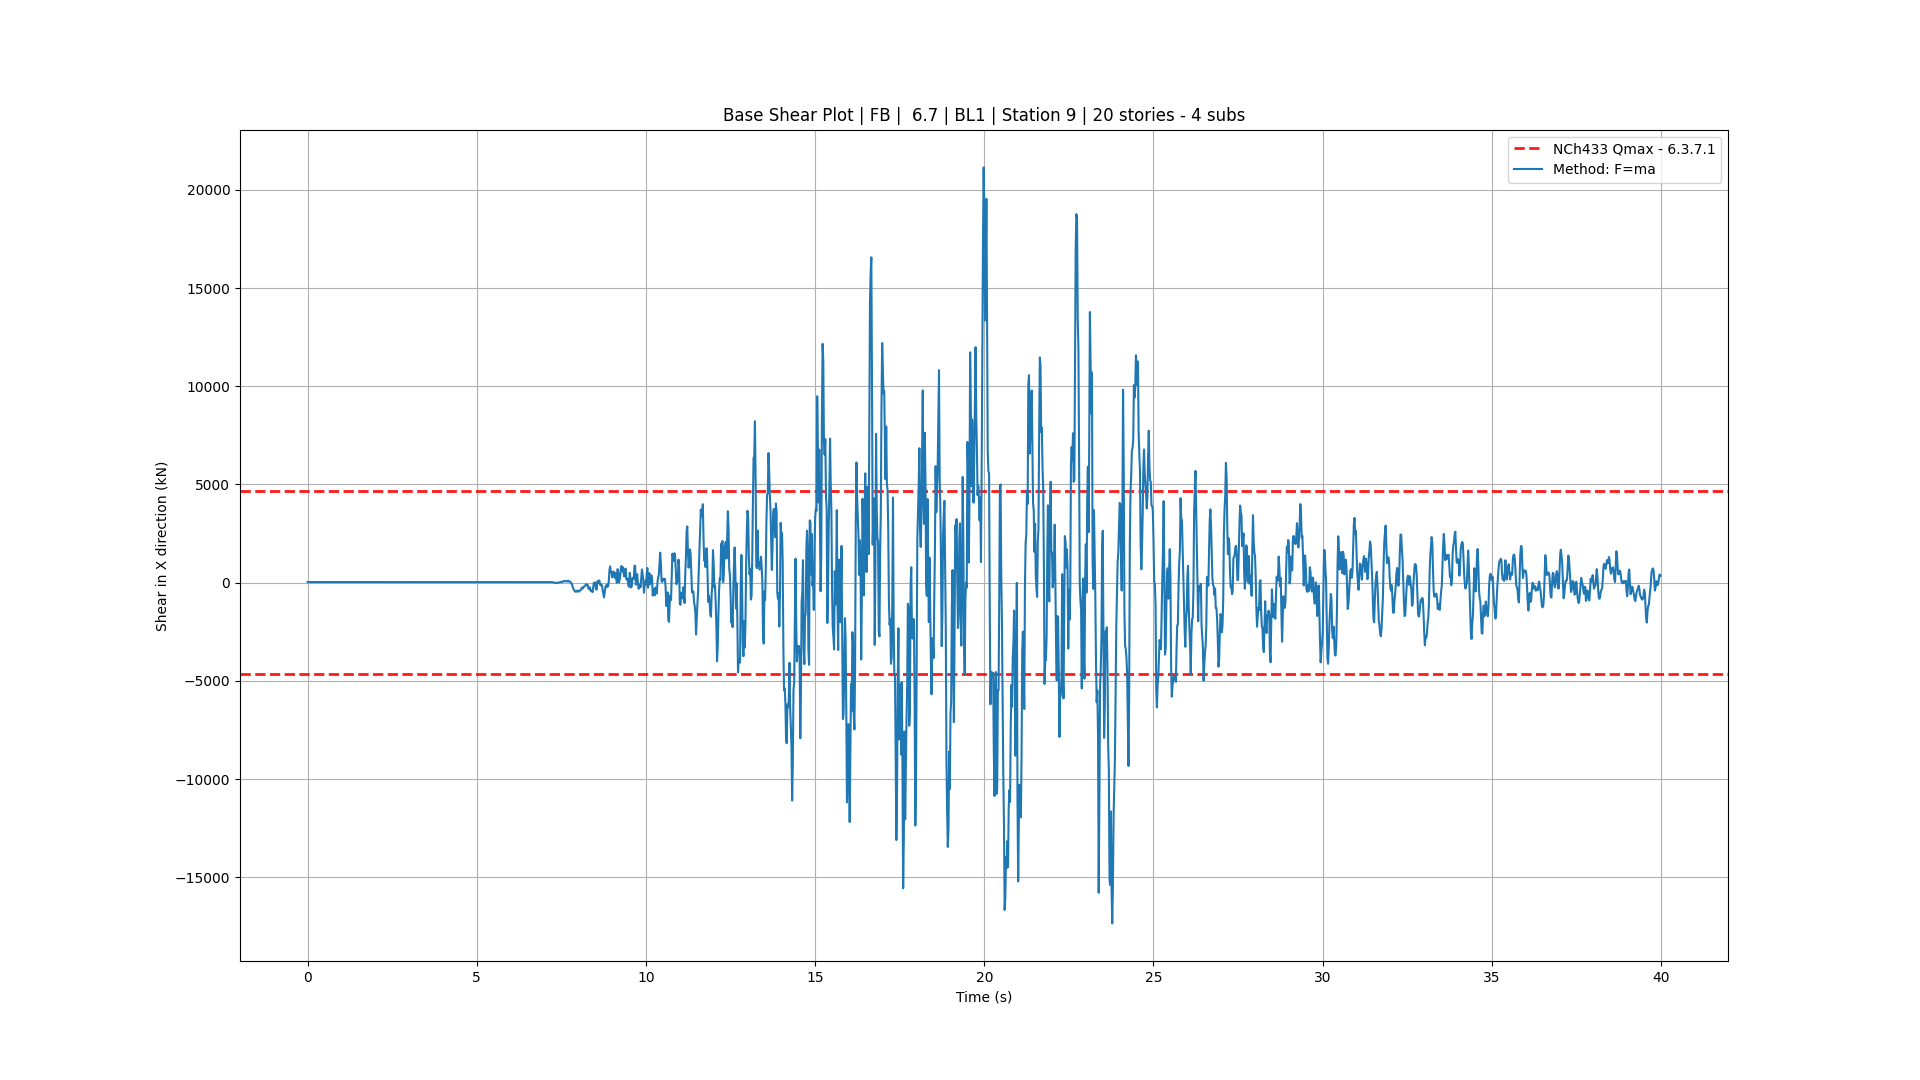 Base Shear Plot | FB |  6.7 | BL1 | Station 9 | 20 stories - 4 subs
NCh433 Qmax - 6.3.7.1
Method: F=ma
Shear in X direction (kN)
20000
15000
10000
5000
0
−5000
−10000
−15000
0 5 10 15 20 25 30 35 40
Time (s)